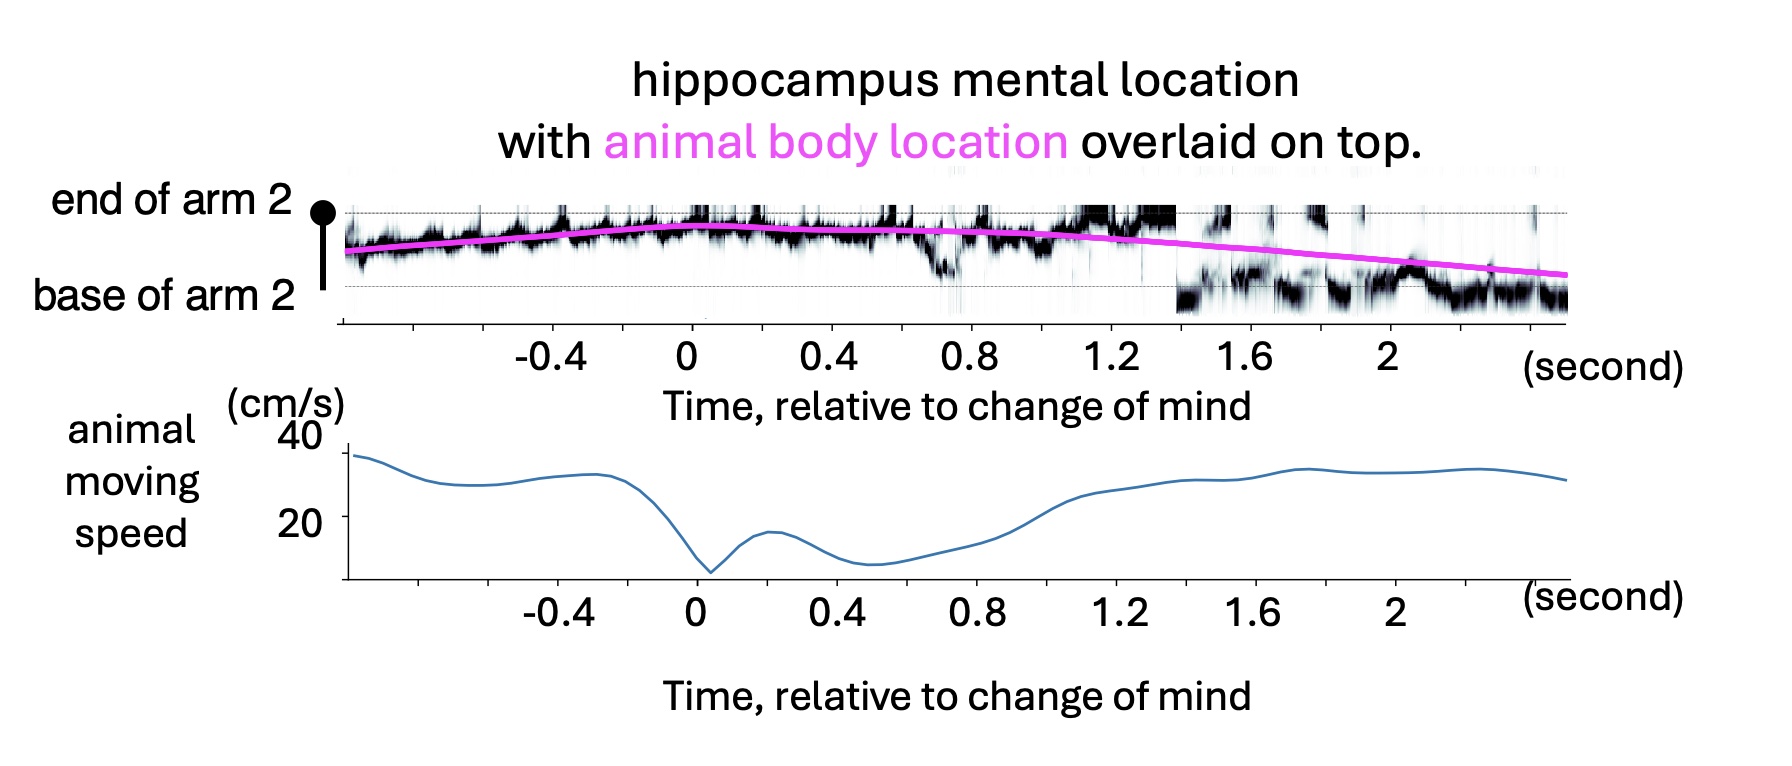 hippocampus mental location
with animal body location overlaid on top.
end of arm 2
base of arm 2
-0.4 0 0.4 0.8 1.2 1.6 2 (second)
Time, relative to change of mind
(cm/s)
animal
moving
speed
40
20
-0.4 0 0.4 0.8 1.2 1.6 2 (second)
Time, relative to change of mind